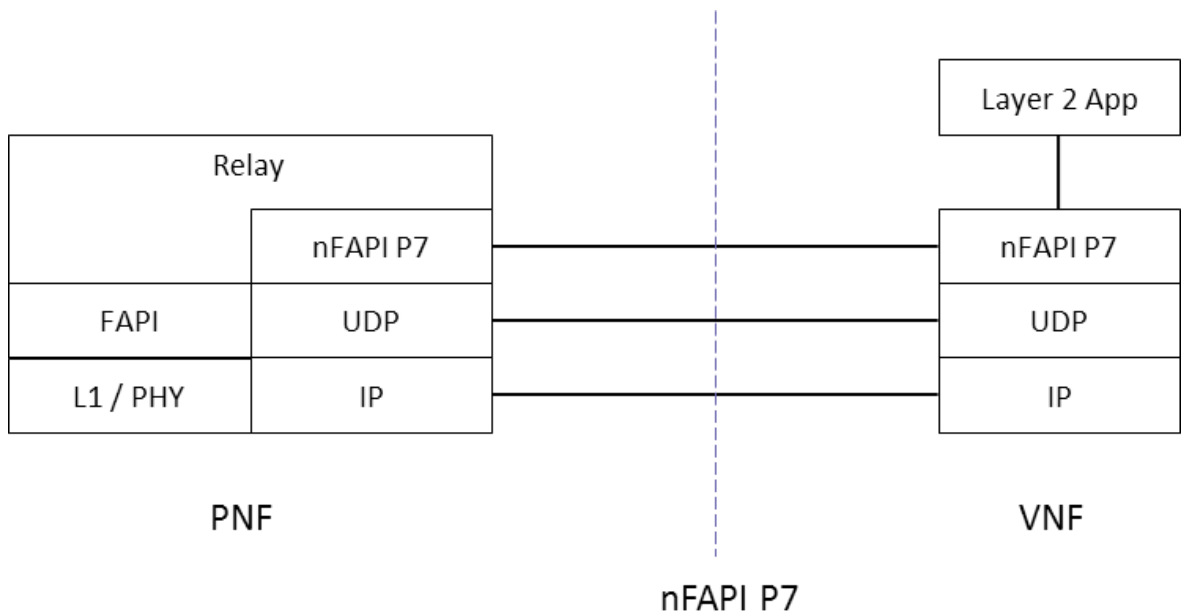 Layer 2 App
Relay
nFAPI P7
nFAPI P7
FAPI
UDP
UDP
L1 / PHY
IP
IP
PNF
VNF
nFAPI P7